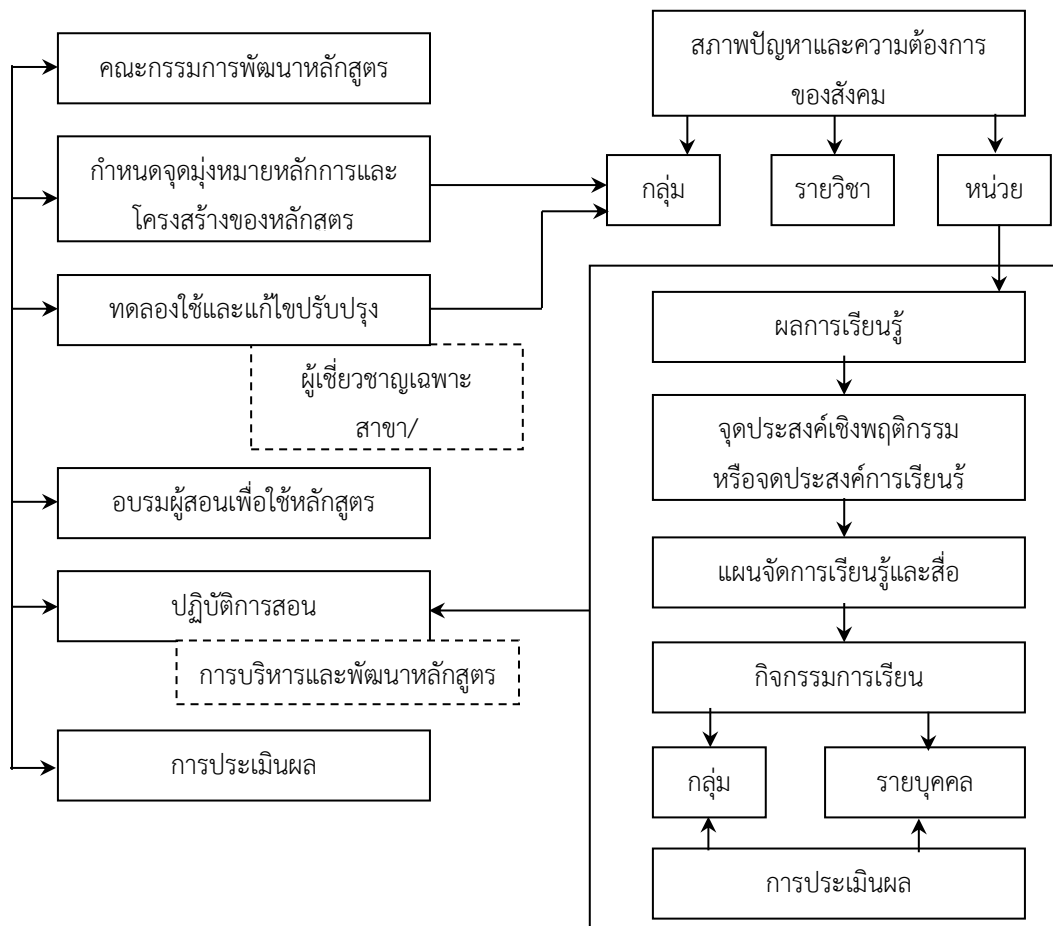 คณะกรรมการพัฒนาหลักสูตร
กำหนดจุดมุ่งหมายหลักการและ
โครงสร้างของหลักสตร
ทดลองใช้และแก้ไขปรับปรุง
ผู้เชี่ยวชาญเฉพาะ
สาขา/
อบรมผู้สอนเพื่อใช้หลักสูตร
ปฏิบัติการสอน
การบริหารและพัฒนาหลักสูตร
การประเมินผล
สภาพปัญหาและความต้องการ
ของสังคม
กลุ่ม
รายวิชา
หน่วย
ผลการเรียนรู้
จุดประสงค์เชิงพฤติกรรม
หรือจดประสงค์การเรียนร้
แผนจัดการเรียนรู้และสื่อ
กิจกรรมการเรียน
กลุ่ม
รายบุคคล
การประเมินผล